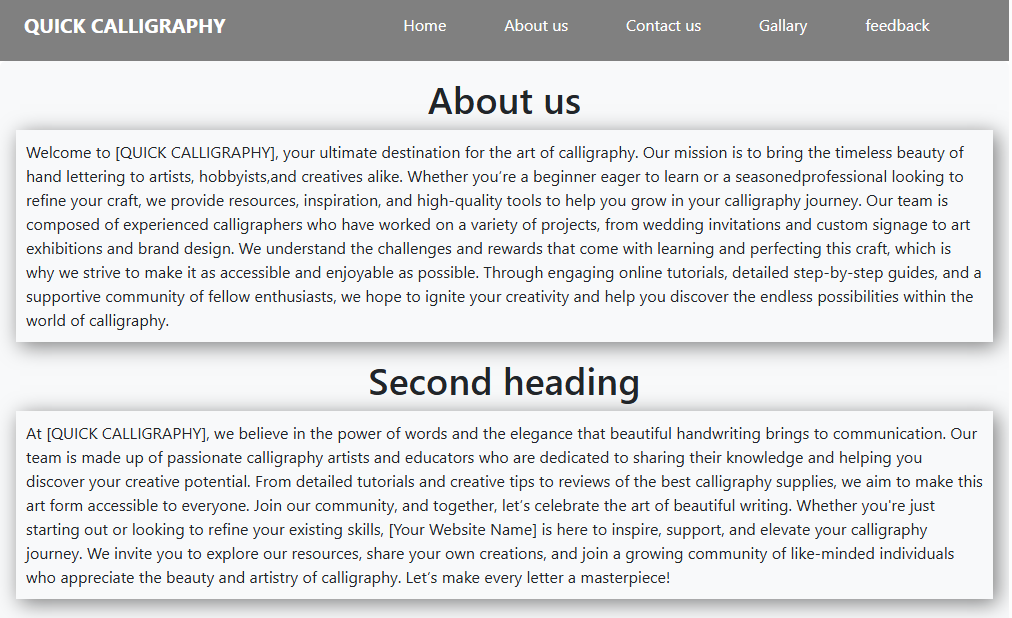 QUICK CALLIGRAPHY Home About us Contact us Gallary feedback
About us
Welcome to [QUICK CALLIGRAPHY], your ultimate destination for the art of calligraphy. Our mission is to bring the timeless beauty of
hand lettering to artists, hobbyists,and creatives alike. Whether you’re a beginner eager to learn or a seasonedprofessional looking to
refine your craft, we provide resources, inspiration, and high-quality tools to help you grow in your calligraphy journey. Our team is
composed of experienced calligraphers who have worked on a variety of projects, from wedding invitations and custom signage to art
exhibitions and brand design. We understand the challenges and rewards that come with learning and perfecting this craft, which is
why we strive to make it as accessible and enjoyable as possible. Through engaging online tutorials, detailed step-by-step guides, and a
supportive community of fellow enthusiasts, we hope to ignite your creativity and help you discover the endless possibilities within the
world of calligraphy.
Second heading
At [QUICK CALLIGRAPHY], we believe in the power of words and the elegance that beautiful handwriting brings to communication. Our
team is made up of passionate calligraphy artists and educators who are dedicated to sharing their knowledge and helping you
discover your creative potential. From detailed tutorials and creative tips to reviews of the best calligraphy supplies, we aim to make this
art form accessible to everyone. Join our community, and together, let’s celebrate the art of beautiful writing. Whether you're just
starting out or looking to refine your existing skills, [Your Website Name] is here to inspire, support, and elevate your calligraphy
journey. We invite you to explore our resources, share your own creations, and join a growing community of like-minded individuals
who appreciate the beauty and artistry of calligraphy. Let’s make every letter a masterpiece!